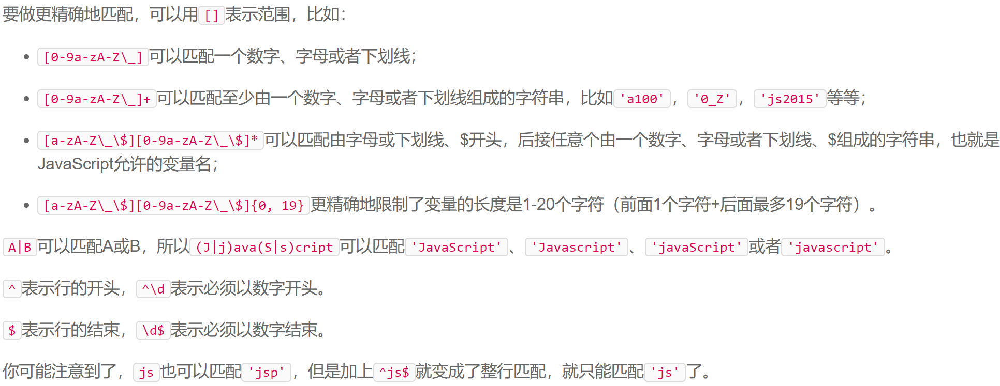 要做更精确地匹配，可以用[]表示范围，比如：
• [0-9a-zA-Z\_]可以匹配一个数字、字母或者下划线；
• [0-9a-zA-Z\_]+可以匹配至少由一个数字、字母或者下划线组成的字符串，比如'a100'，'0_Z'，'js2015'等等；
• [a-zA-Z\_\$][0-9a-zA-Z\_\$]*可以匹配由字母或下划线、$开头，后接任意个由一个数字、字母或者下划线、$组成的字符串，也就是
JavaScript允许的变量名；
• [a-zA-Z\_\$][0-9a-zA-Z\_\$]{0, 19}更精确地限制了变量的长度是1-20个字符（前面1个字符+后面最多19个字符）。
A|B可以匹配A或B，所以(J|j)ava(S|s)cript可以匹配'JavaScript'、'Javascript'、'javaScript'或者'javascript'。
^表示行的开头，^\d表示必须以数字开头。
$表示行的结束，\d$表示必须以数字结束。
你可能注意到了，js也可以匹配'jsp'，但是加上^js$就变成了整行匹配，就只能匹配'js'了。